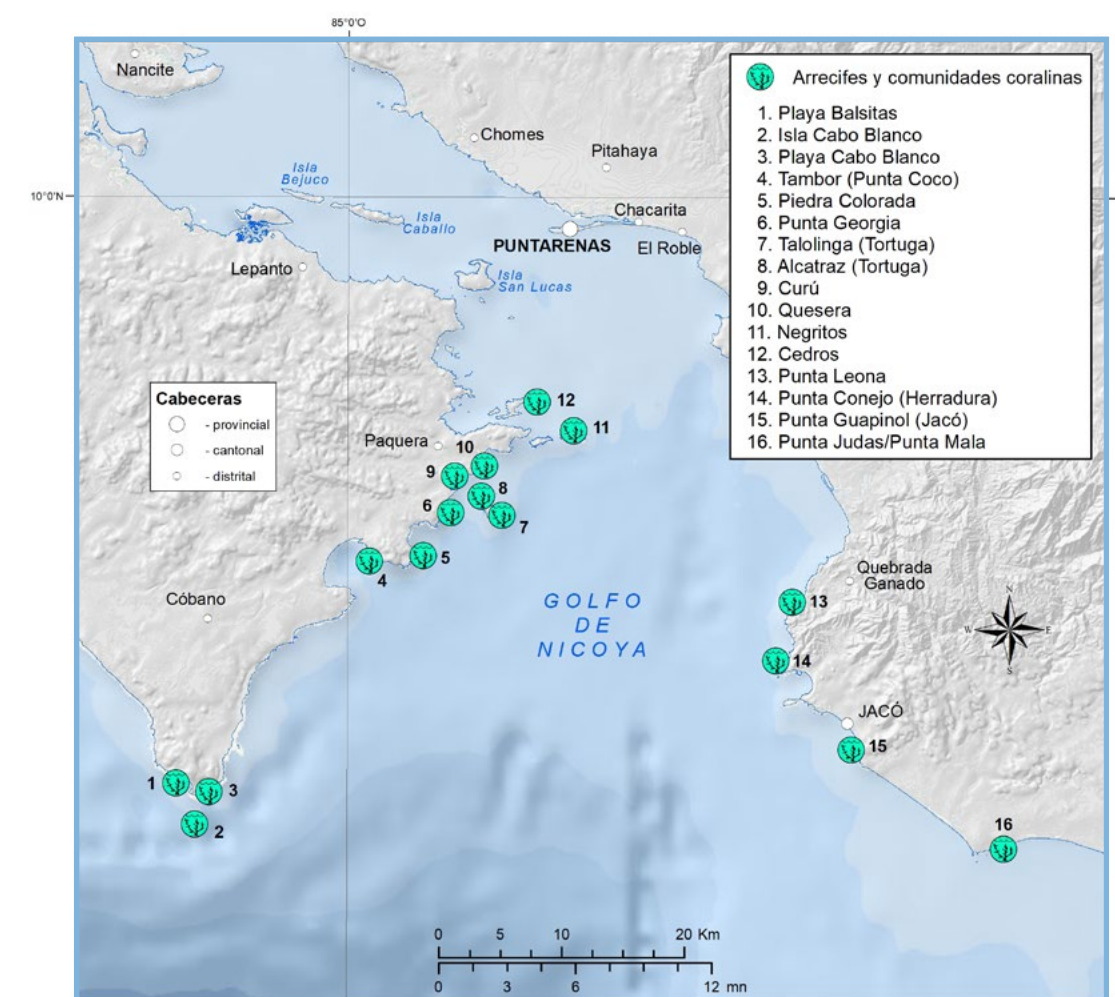 85°0'O
10°0'N
Nancite
Chomes
Pitahaya
Isla
Bejuco
Isla
Caballo
Chacarita
PUNTARENAS
El Roble
Lepanto
Isla
San Lucas
Arrecifes y comunidades coralinas
1. Playa Balsitas
2. Isla Cabo Blanco
3. Playa Cabo Blanco
4. Tambor (Punta Coco)
5. Piedra Colorada
6. Punta Georgia
7. Talolinga (Tortuga)
8. Alcatraz (Tortuga)
9. Curú
10. Quesera
11. Negritos
12. Cedros
13. Punta Leona
14. Punta Conejo (Herradura)
15. Punta Guapinol (Jacó)
16. Punta Judas/Punta Mala
Cabeceras
- provincial
- cantonal
- distrital
12
11
Paquera
10
9
8
6
7
5
4
Cóbano
GOLFO
DE
NICOYA
Quebrada
Ganado
13
14
N
W E
S
JACÓ
15
1
3
2
16
0 5 10 20 Km
0 3 6 12 mn